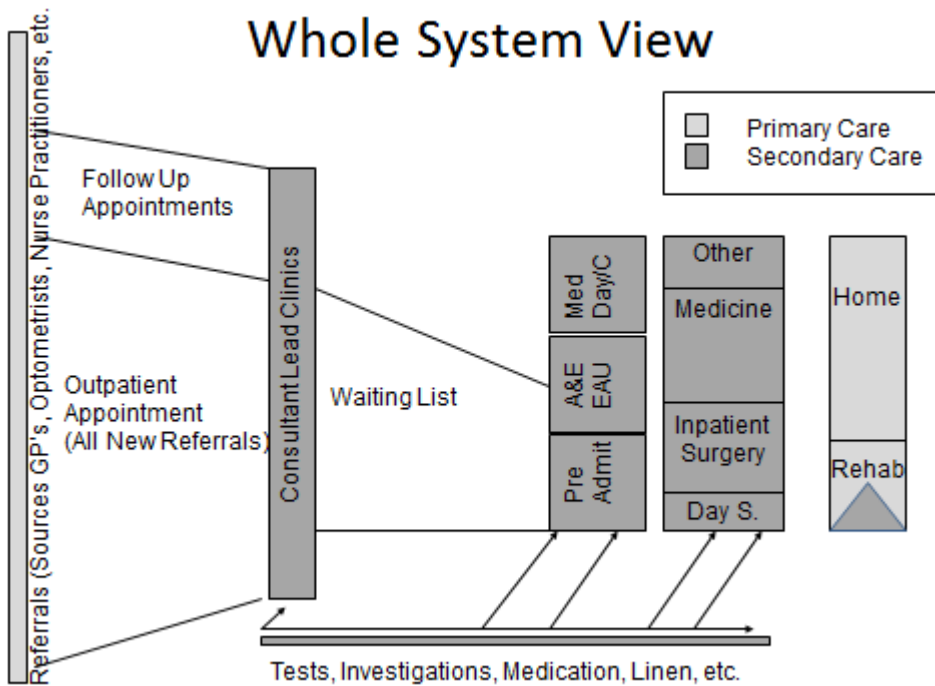 Whole System View
Primary Care
Secondary Care
Referrals (Sources GP's, Optometrists, Nurse Practitioners, etc.
Follow Up
Appointments
Outpatient
Appointment
(All New Referrals)
Consultant Lead Clinics
Waiting List
Med
Day/C
A&E
EAU
Pre
Admit
Other
Medicine
Inpatient
Surgery
Day S.
Home
Rehab
Tests, Investigations, Medication, Linen, etc.